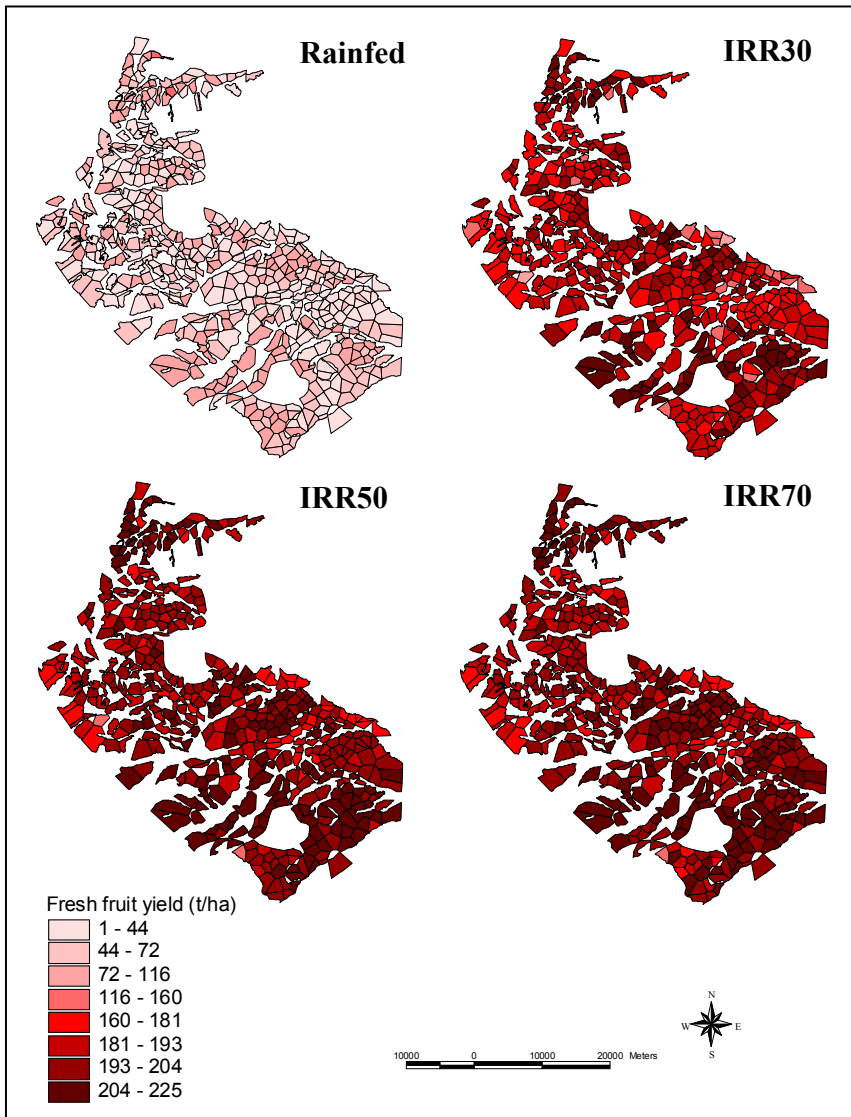 Rainfed
IRR30
IRR50
IRR70
Fresh fruit yield (t/ha)
1 - 44
44 - 72
72 - 116
116 - 160
160 - 181
181 - 193
193 - 204
204 - 225
N
W E
S
10000 0 10000 20000 Meters